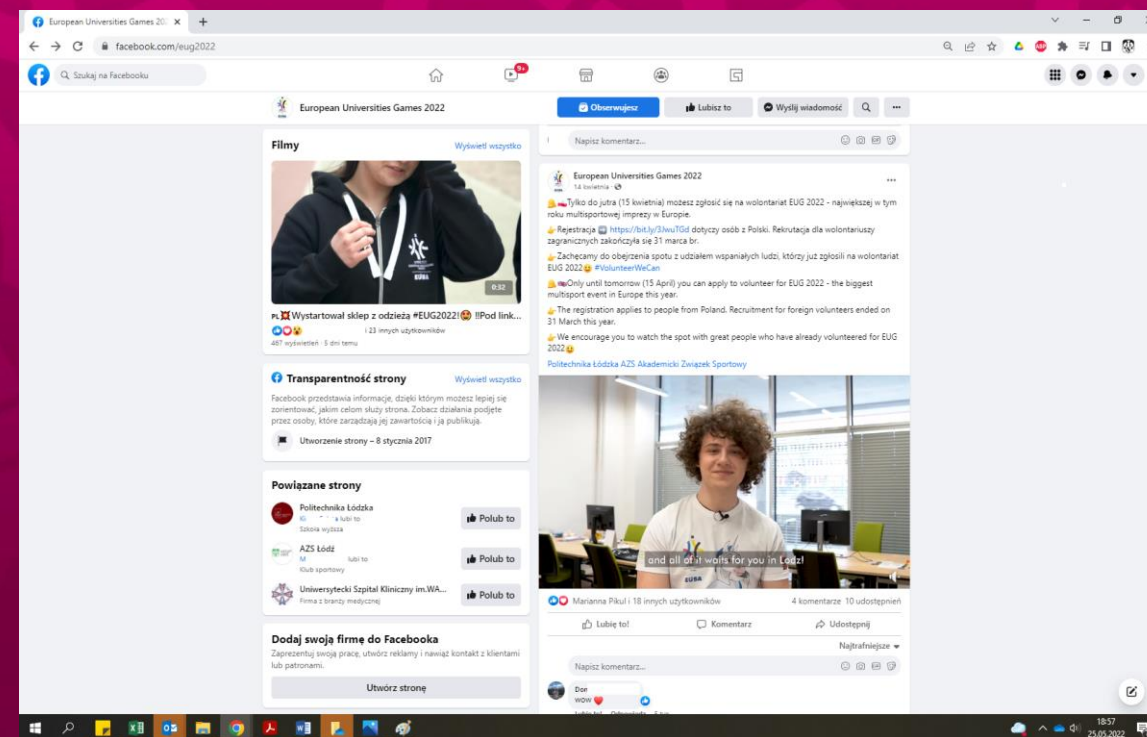 European Universities Games 20
facebook.com/eug2022
Szukaj na Facebooku
9+
European Universities Games 2022
Obserwujesz
Lubisz to
Wyślij wiadomość
Filmy
Wyświetl wszystko
0:32
PL Wystartował sklep z odzieżą #EUG2022! !!Pod link...
i 23 innych użytkowników
467 wyświetleń · 5 dni temu
Transparentność strony
Wyświetl wszystko
Facebook przedstawia informacje, dzięki którym możesz lepiej się
zorientować, jakim celom służy strona. Zobacz działania podjęte
przez osoby, które zarządzają jej zawartością i ją publikują.
Utworzenie strony – 8 stycznia 2017
Powiązane strony
Politechnika Łódzka
lubi to
Szkoła wyższa
Polub to
AZS Łódź
M lubi to
Klub sportowy
Polub to
Uniwersytecki Szpital Kliniczny im.WA...
Firma z branży medycznej
Polub to
Dodaj swoją firmę do Facebooka
Zaprezentuj swoją pracę, utwórz reklamy i nawiąż kontakt z klientami
lub patronami.
Utwórz stronę
Napisz komentarz...
European Universities Games 2022
14 kwietnia
Tylko do jutra (15 kwietnia) możesz zgłosić się na wolontariat EUG 2022 - największej w tym
roku multisportowej imprezy w Europie.
Rejestracja https://bit.ly/3JwuTGd dotyczy osób z Polski. Rekrutacja dla wolontariuszy
zagranicznych zakończyła się 31 marca br.
Zachęcamy do obejrzenia spotu z udziałem wspaniałych ludzi, którzy już zgłosili na wolontariat
EUG 2022 #VolunteerWeCan
Only until tomorrow (15 April) you can apply to volunteer for EUG 2022 - the biggest
multisport event in Europe this year.
The registration applies to people from Poland. Recruitment for foreign volunteers ended on
31 March this year.
We encourage you to watch the spot with great people who have already volunteered for EUG
2022
Politechnika Łódzka AZS Akademicki Związek Sportowy
and all of it waits for you in Lodz!
EUSA
Marianna Pikul i 18 innych użytkowników
4 komentarze 10 udostępnień
Lubię to!
Komentarz
Udostępnij
Najtrafniejsze
Napisz komentarz...
Dor
wow
18:57
25.05.2022